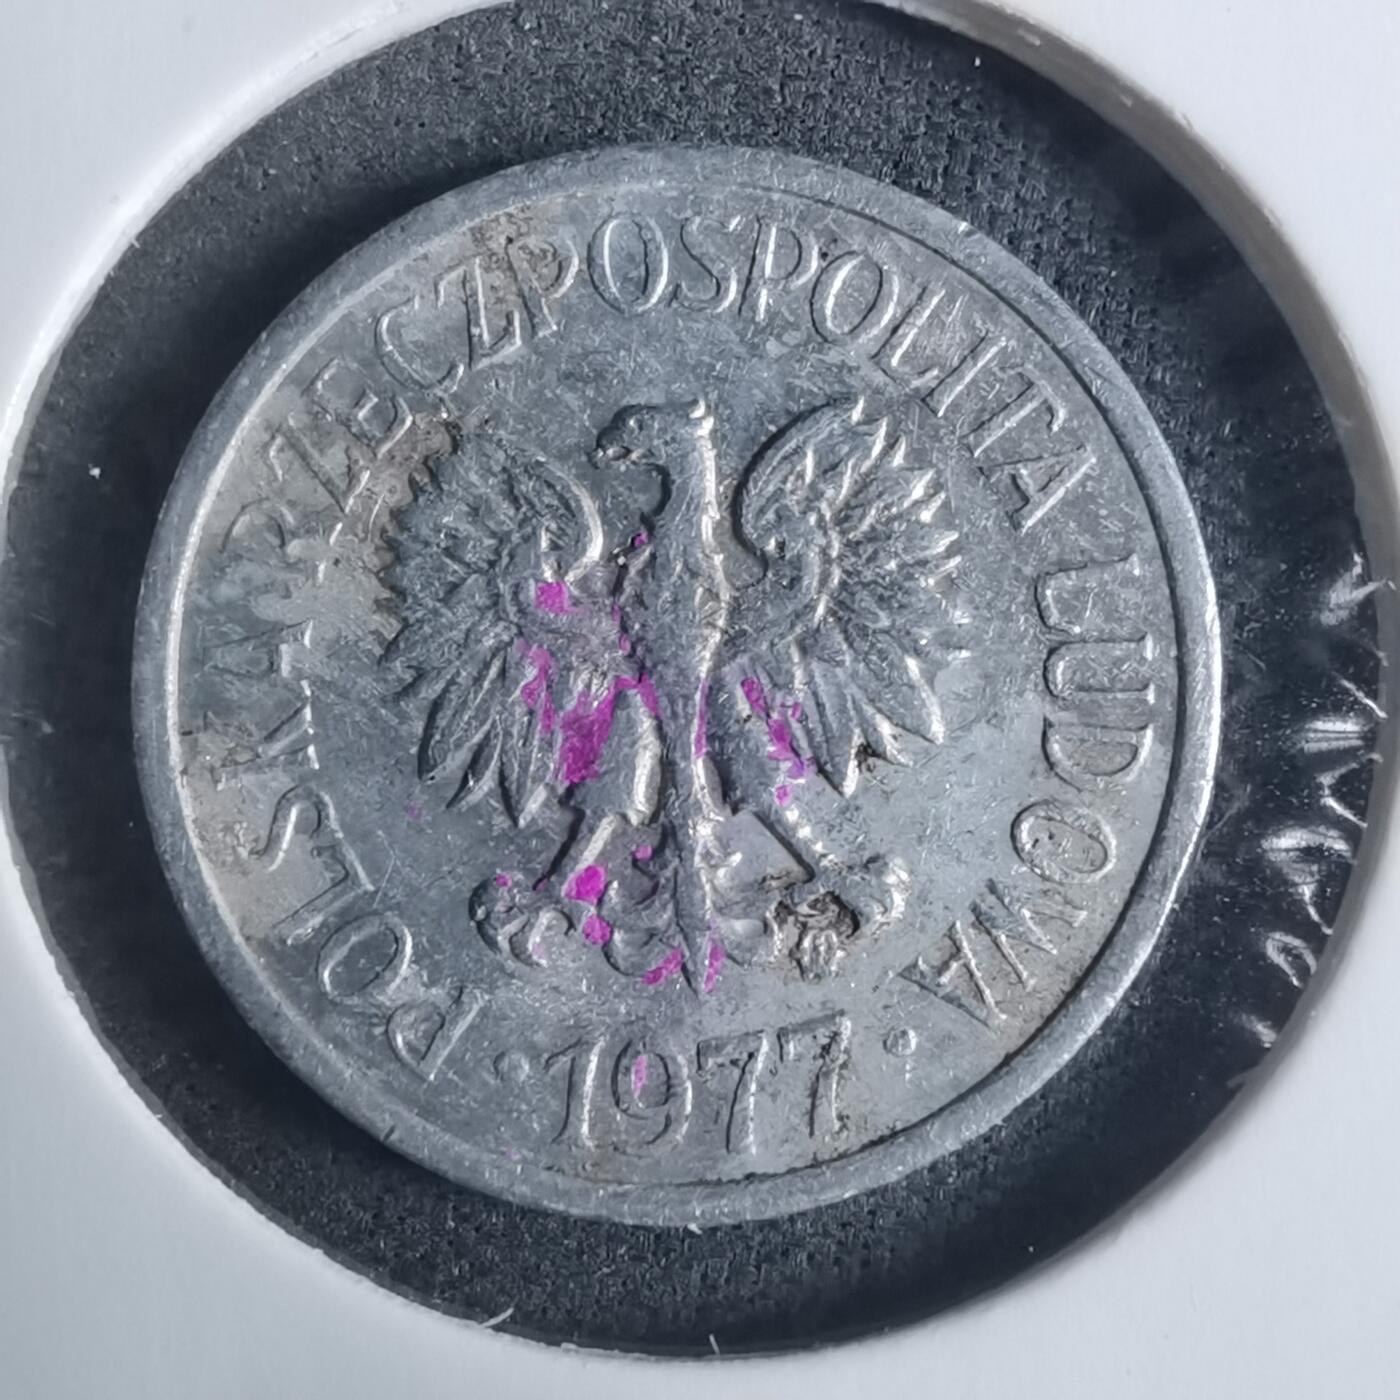 POLSKA RZECZPOSPOLITA LUDOWA
· 1977 ·